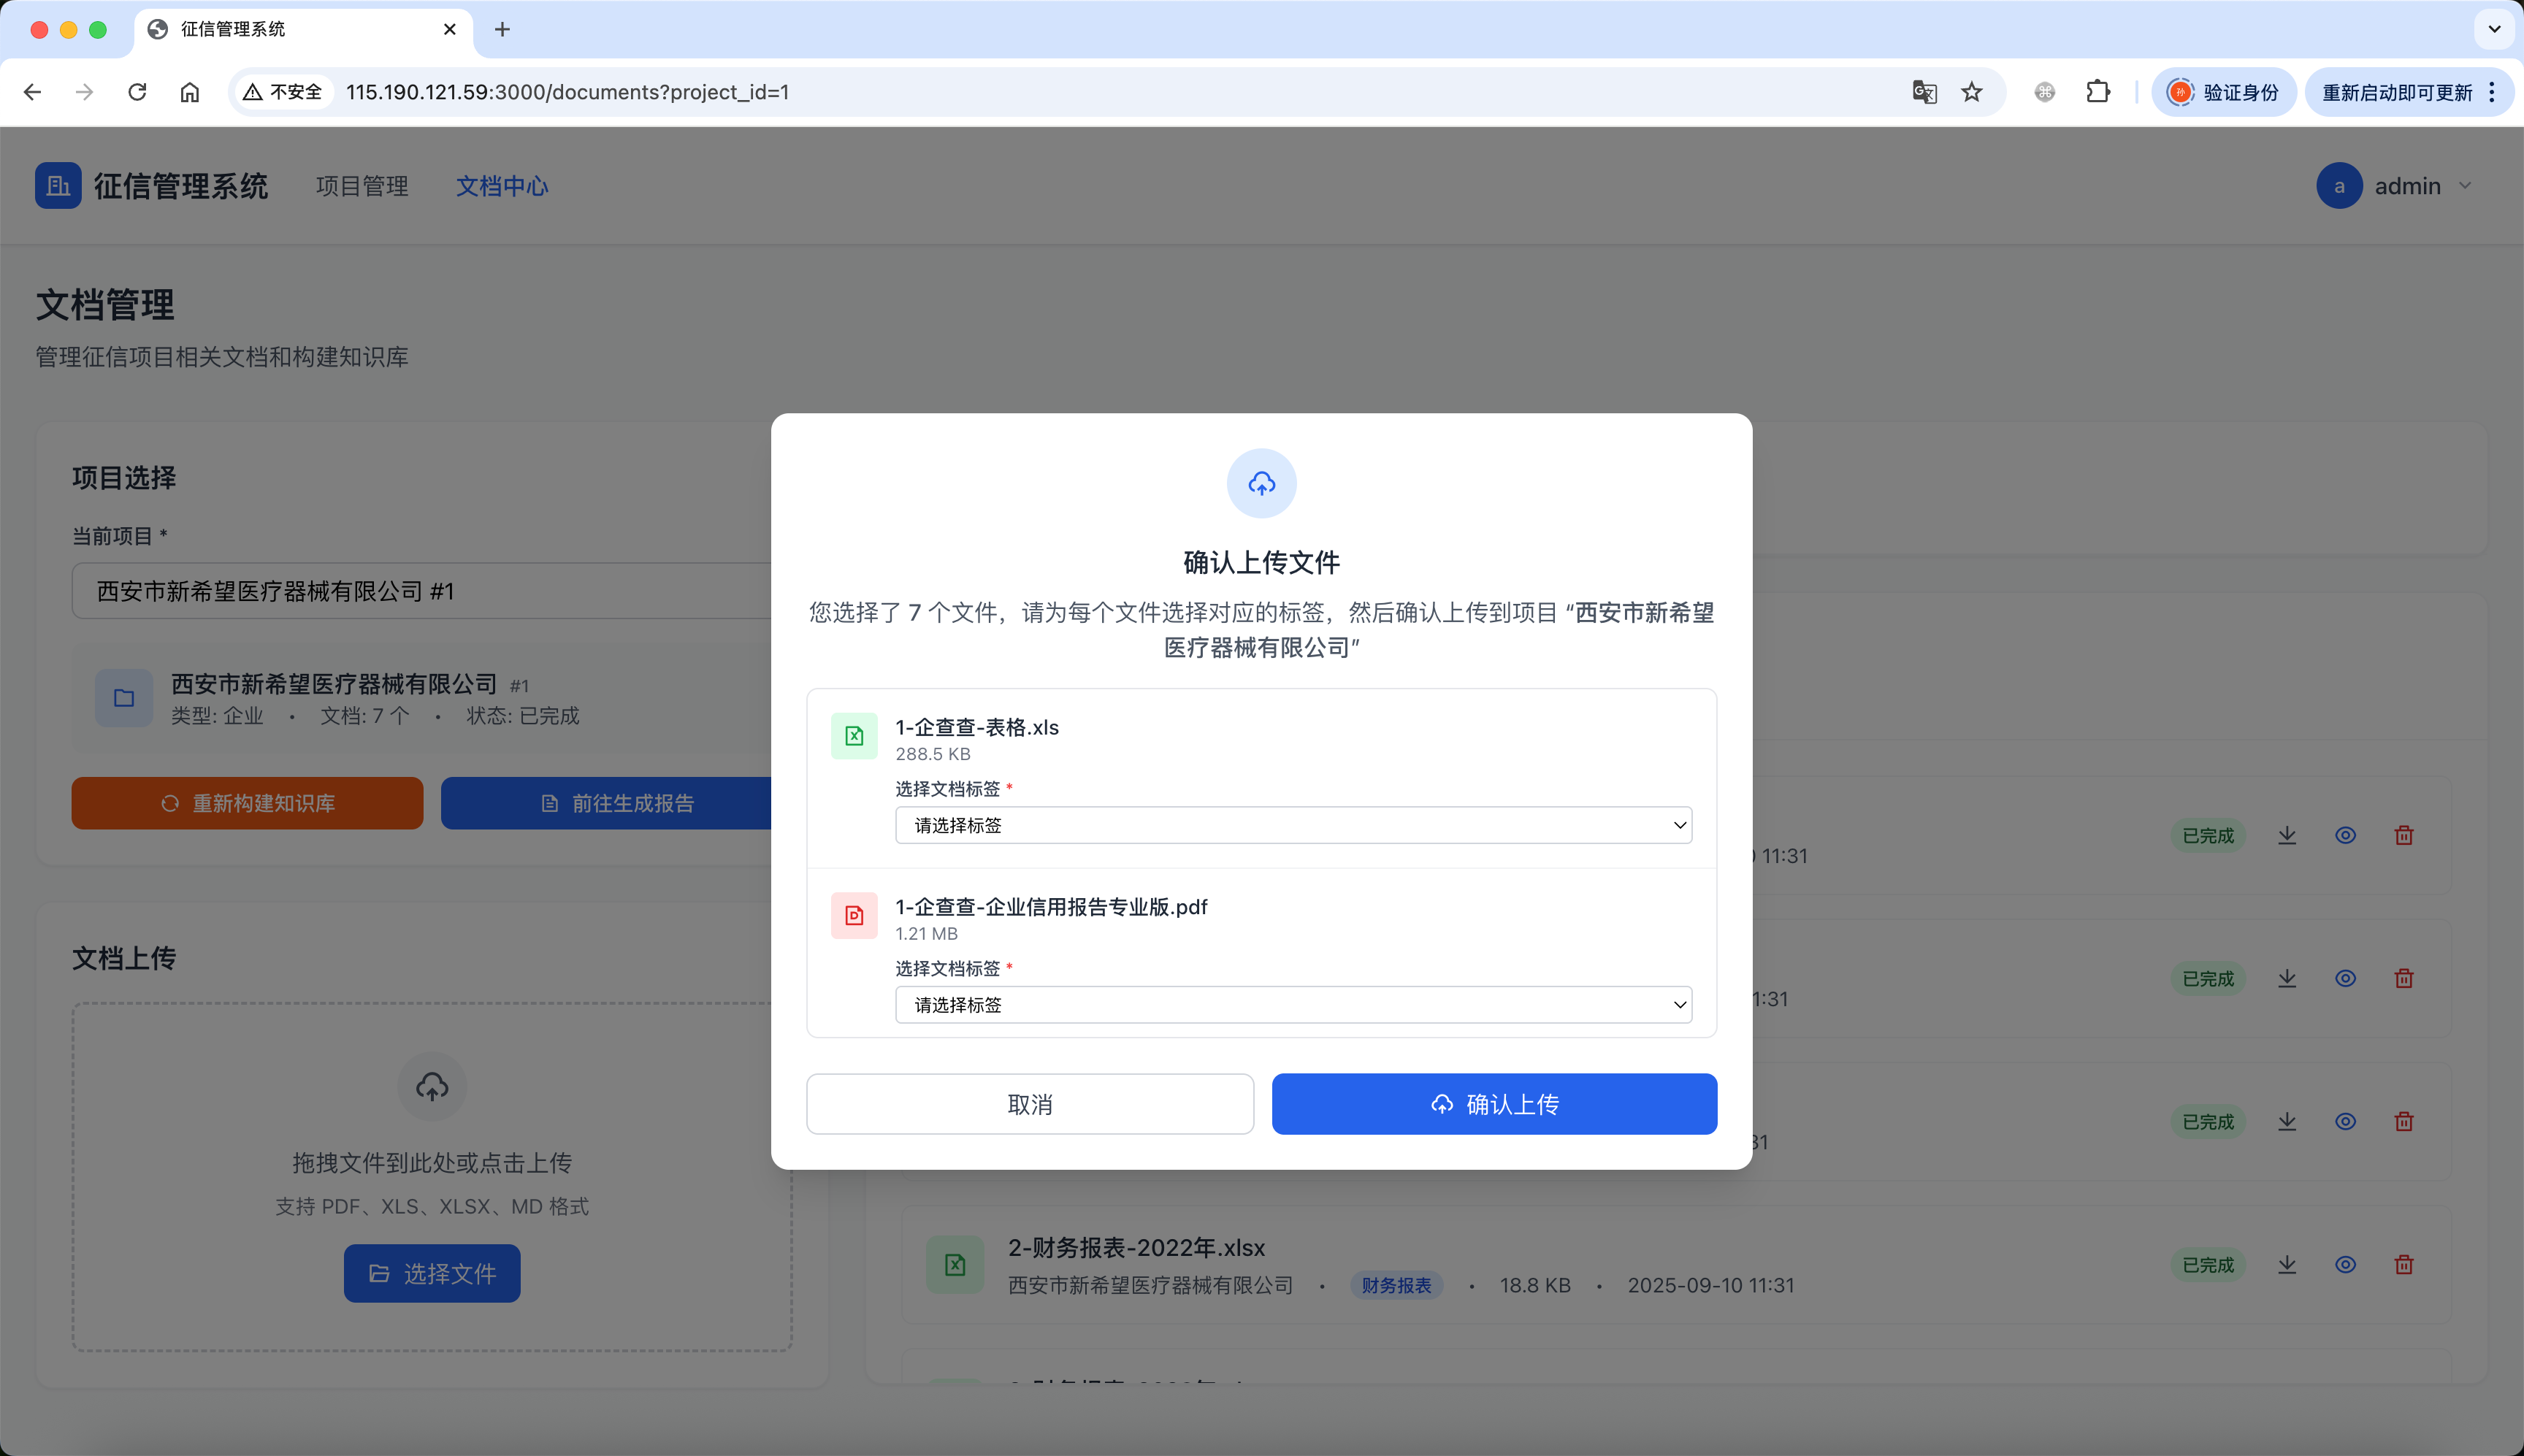 征信管理系统
不安全
115.190.121.59:3000/documents?project_id=1
孙
验证身份
重新启动即可更新
征信管理系统
项目管理
文档中心
a
admin
文档管理
管理征信项目相关文档和构建知识库
项目选择
当前项目 *
西安市新希望医疗器械有限公司 #1
西安市新希望医疗器械有限公司 #1
类型: 企业 • 文档: 7 个 • 状态: 已完成
重新构建知识库
前往生成报告
文档上传
拖拽文件到此处或点击上传
支持 PDF、XLS、XLSX、MD 格式
选择文件
确认上传文件
您选择了 7 个文件，请为每个文件选择对应的标签，然后确认上传到项目 “西安市新希望
医疗器械有限公司”
1-企查查-表格.xls
288.5 KB
选择文档标签 *
请选择标签
1-企查查-企业信用报告专业版.pdf
1.21 MB
选择文档标签 *
请选择标签
取消
确认上传
已完成
11:31
已完成
1:31
已完成
31
2-财务报表-2022年.xlsx
西安市新希望医疗器械有限公司 • 财务报表 • 18.8 KB • 2025-09-10 11:31
已完成